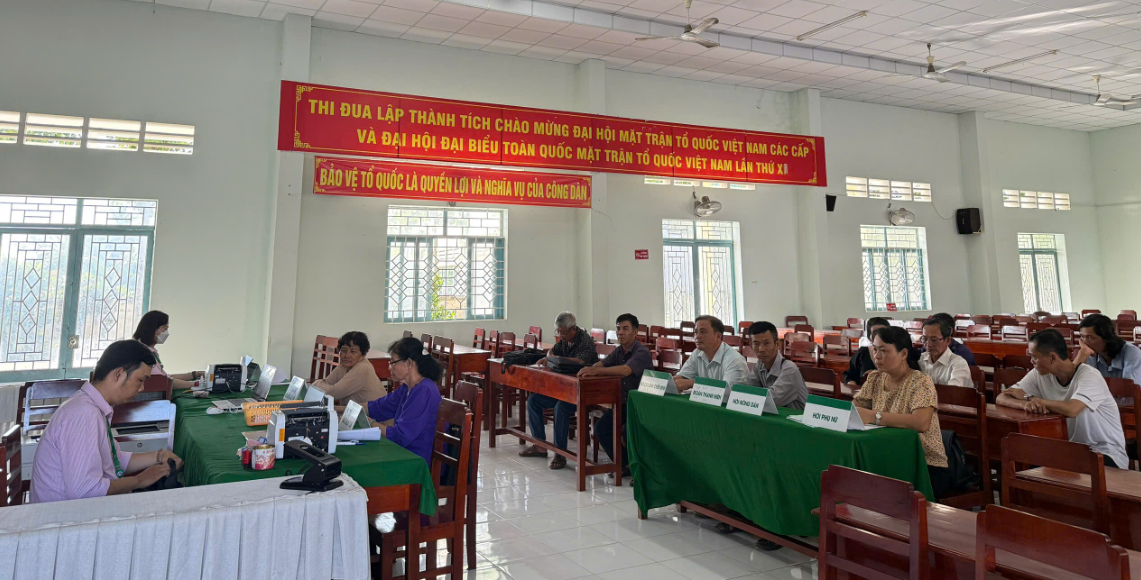 THI ĐUA LẬP THÀNH TÍCH CHÀO MỪNG ĐẠI HỘI MẶT TRẬN TỔ QUỐC VIỆT NAM CÁC CẤP
VÀ ĐẠI HỘI ĐẠI BIỂU TOÀN QUỐC MẶT TRẬN TỔ QUỐC VIỆT NAM LẦN THỨ XI
BẢO VỆ TỔ QUỐC LÀ QUYỀN LỢI VÀ NGHĨA VỤ CỦA CÔNG DÂN
ĐOÀN THANH NIÊN
HỘI NÔNG DÂN
HỘI PHỤ NỮ